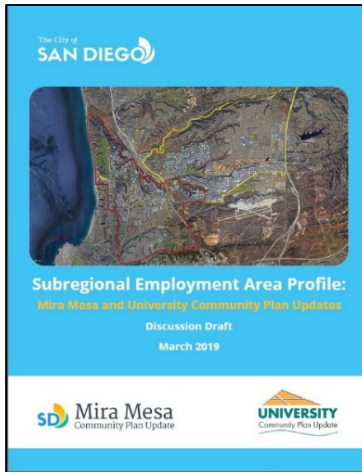 The City of
SAN DIEGO
Subregional Employment Area Profile:
Mira Mesa and University Community Plan Updates
Discussion Draft
March 2019
SD Mira Mesa
Community Plan Update
UNIVERSITY
Community Plan Update